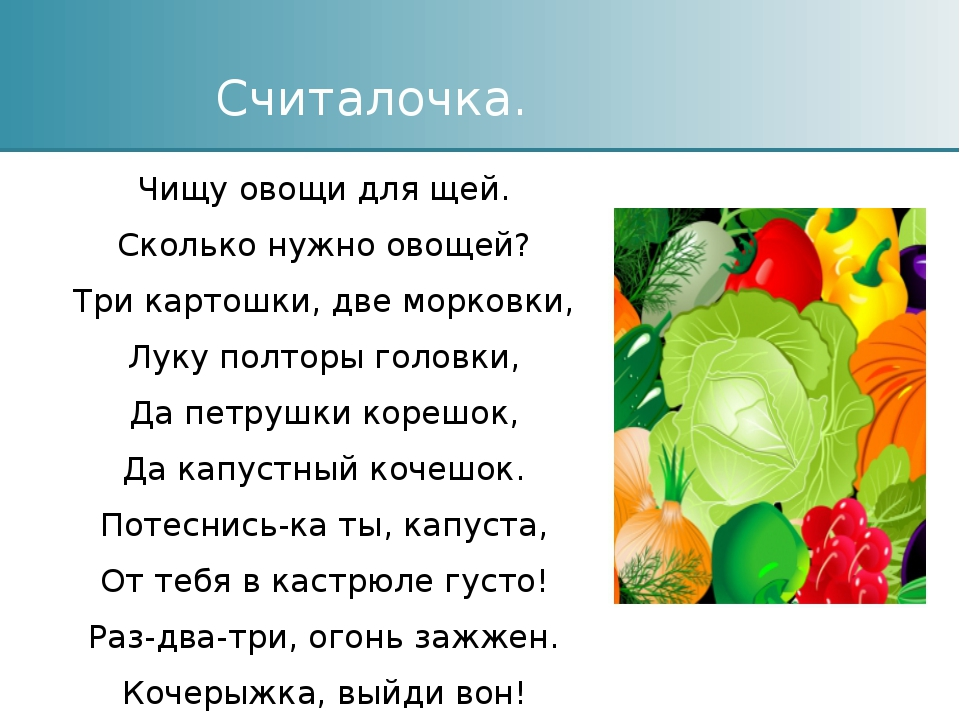 Считалочка.
Чищу овощи для щей.
Сколько нужно овощей?
Три картошки, две морковки,
Луку полторы головки,
Да петрушки корешок,
Да капустный кочешок.
Потеснись-ка ты, капуста,
От тебя в кастрюле густо!
Раз-два-три, огонь зажжен.
Кочерыжка, выйди вон!